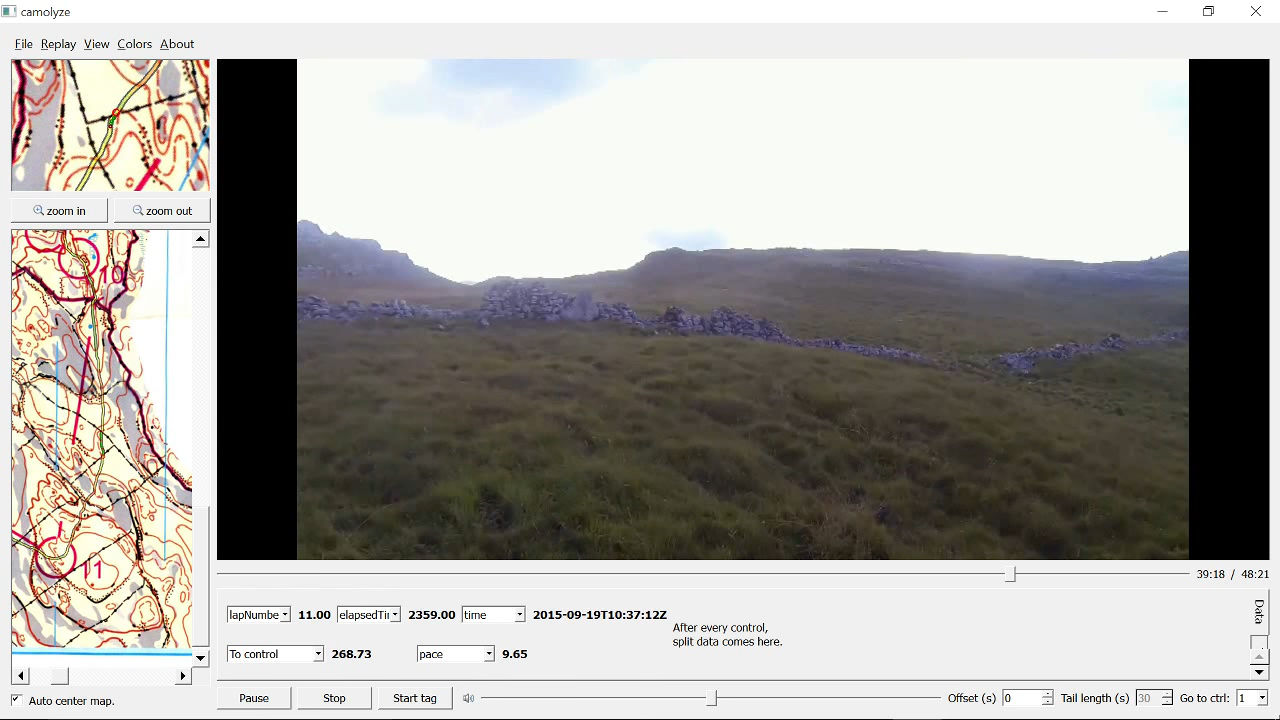 camolyze
File Replay View Colors About
zoom in zoom out
10
11
39:18 / 48:21
lapNumbe 11.00 elapsedTii 2359.00 time 2015-09-19T10:37:12Z
After every control,
split data comes here.
To control 268.73 pace 9.65
Data
Auto center map.
Pause Stop Start tag Offset (s) 0 Tail length (s) 30 Go to ctrl: 1